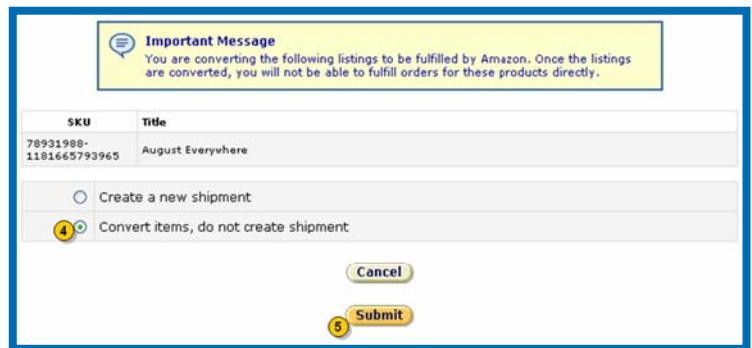 Important Message
You are converting the following listings to be fulfilled by Amazon. Once the listings
are converted, you will not be able to fulfill orders for these products directly.
SKU Title
78931988-
1181665793965 August Everywhere
Create a new shipment
4 Convert items, do not create shipment
Cancel
5 Submit